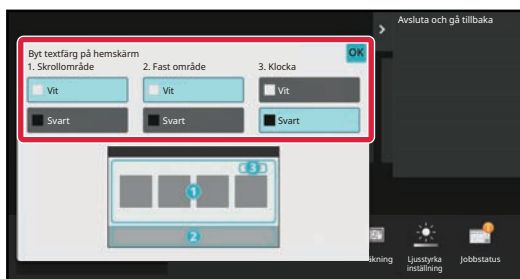 Avsluta och gå tillbaka
Byt textfärg på hemskärm
OK
1. Skrollområde
2. Fast område
3. Klocka
Vit
Vit
Vit
Svart
Svart
Svart
3
1
2
Ljusstyrka
inställning
Jobbstatus